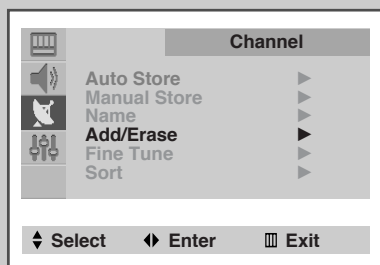 Channel
Auto Store
Manual Store
Name
Add/Erase
Fine Tune
Sort
Select Enter Exit